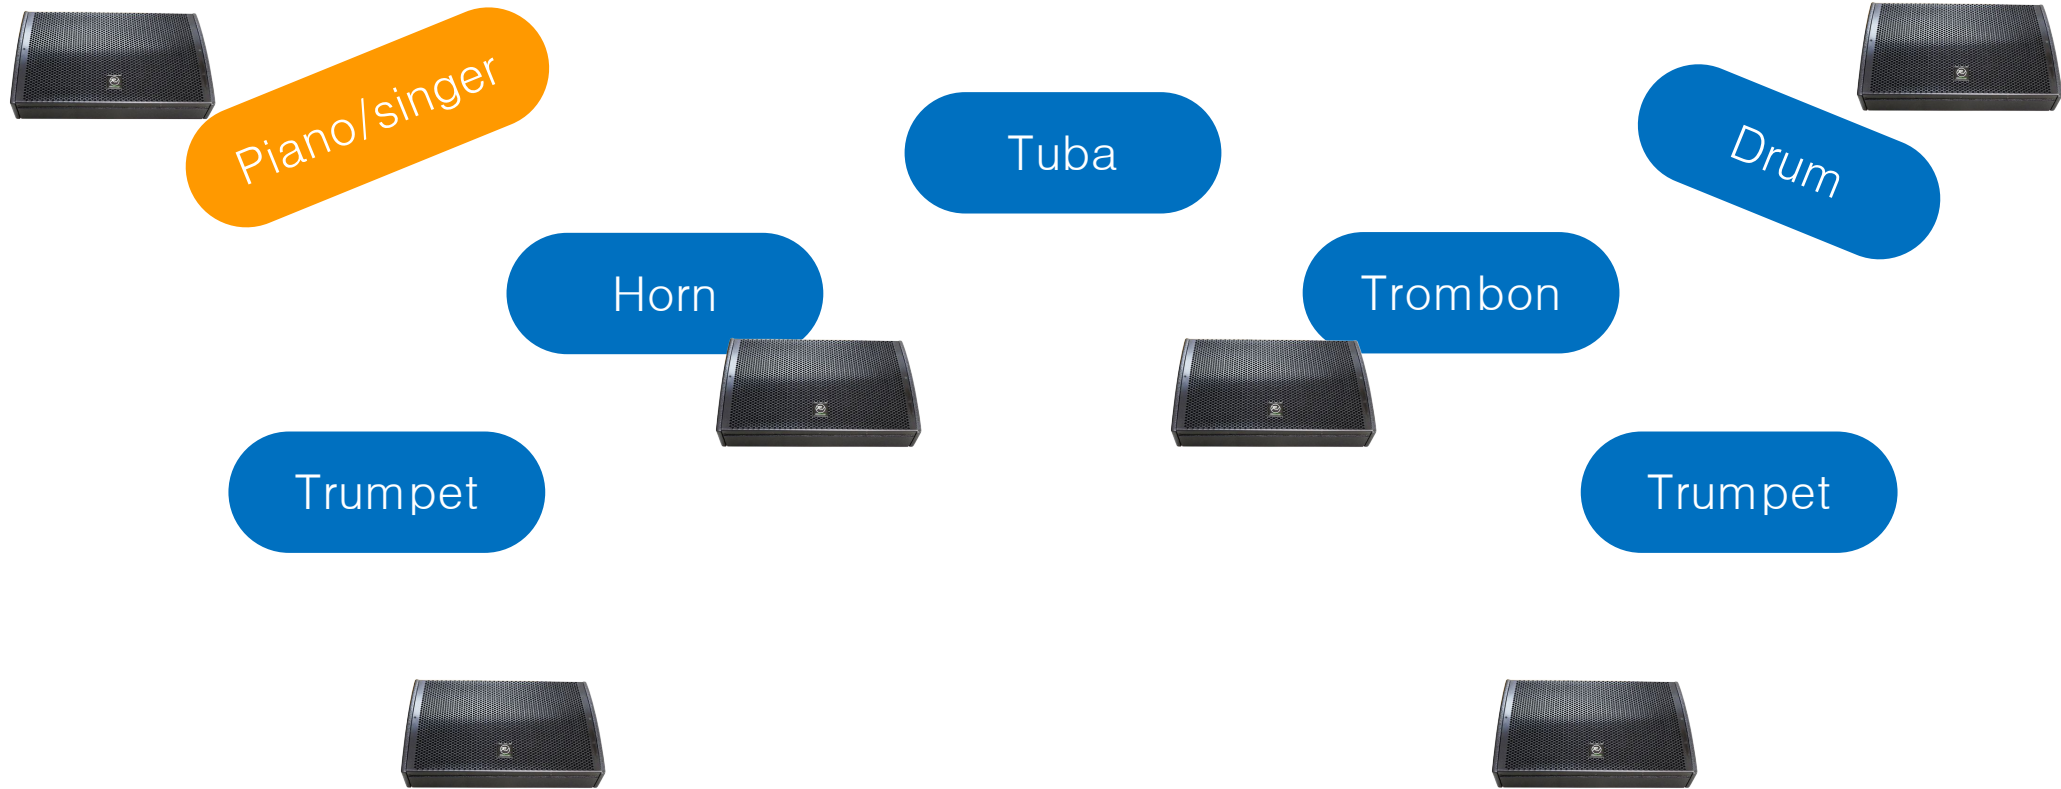 Piano/singer
Tuba
Drum
Horn
Trombon
Trumpet
Trumpet